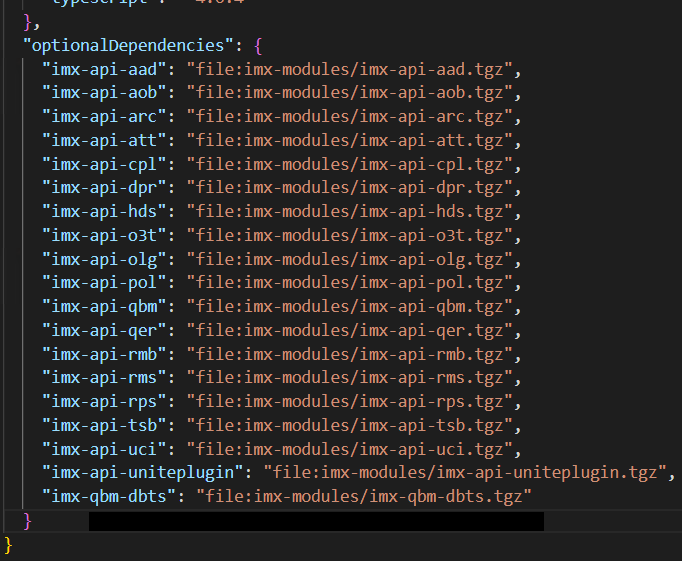 },
"optionalDependencies": {
"imx-api-aad": "file:imx-modules/imx-api-aad.tgz",
"imx-api-aob": "file:imx-modules/imx-api-aob.tgz",
"imx-api-arc": "file:imx-modules/imx-api-arc.tgz",
"imx-api-att": "file:imx-modules/imx-api-att.tgz",
"imx-api-cpl": "file:imx-modules/imx-api-cpl.tgz",
"imx-api-dpr": "file:imx-modules/imx-api-dpr.tgz",
"imx-api-hds": "file:imx-modules/imx-api-hds.tgz",
"imx-api-o3t": "file:imx-modules/imx-api-o3t.tgz",
"imx-api-olg": "file:imx-modules/imx-api-olg.tgz",
"imx-api-pol": "file:imx-modules/imx-api-pol.tgz",
"imx-api-qbm": "file:imx-modules/imx-api-qbm.tgz",
"imx-api-qer": "file:imx-modules/imx-api-qer.tgz",
"imx-api-rmb": "file:imx-modules/imx-api-rmb.tgz",
"imx-api-rms": "file:imx-modules/imx-api-rms.tgz",
"imx-api-rps": "file:imx-modules/imx-api-rps.tgz",
"imx-api-tsb": "file:imx-modules/imx-api-tsb.tgz",
"imx-api-uci": "file:imx-modules/imx-api-uci.tgz",
"imx-api-uniteplugin": "file:imx-modules/imx-api-uniteplugin.tgz",
"imx-qbm-dbts": "file:imx-modules/imx-qbm-dbts.tgz"
}
}